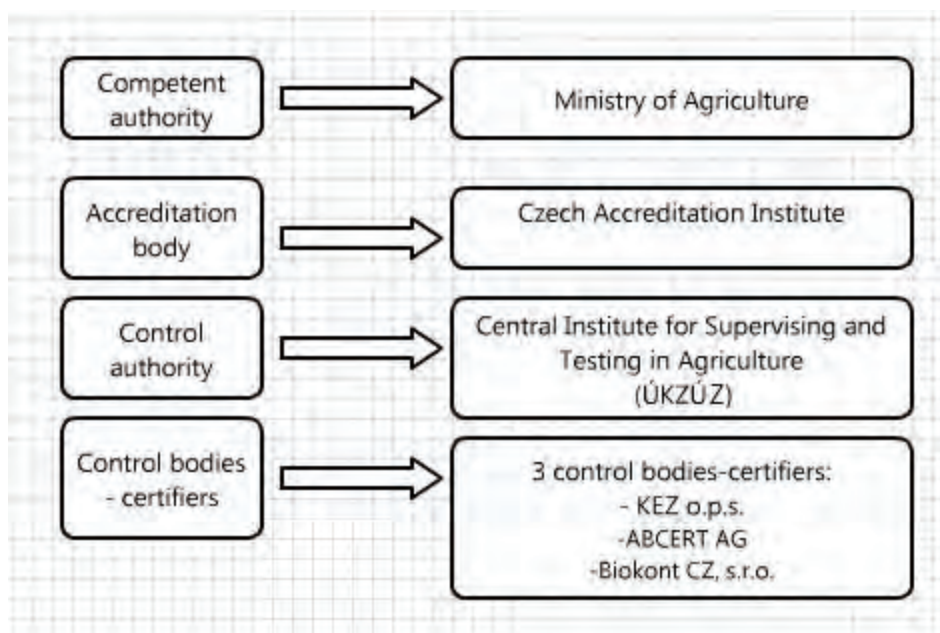 Competent
authority
Ministry of Agriculture
Accreditation
body
Czech Accreditation Institute
Control
authority
Central Institute for Supervising and
Testing in Agriculture
(ÚKZÚZ)
Control bodies
- certifiers
3 control bodies-certifiers:
- KEZ o.p.s.
-ABCERT AG
-Biokont CZ, s.r.o.